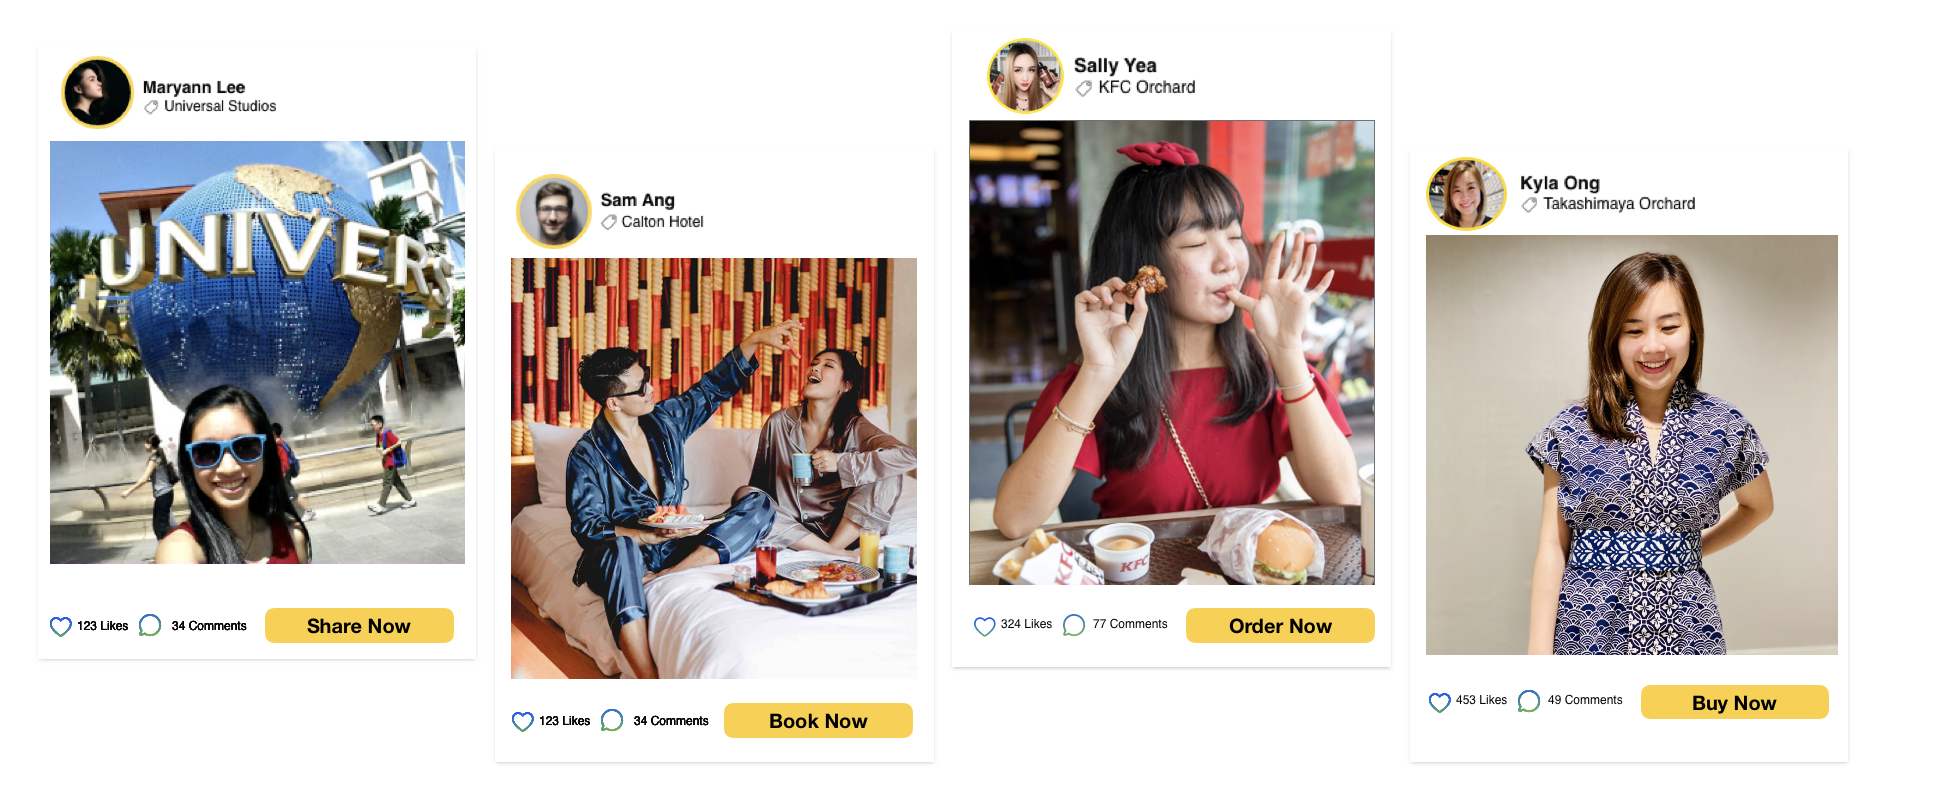 Maryann Lee
Universal Studios
UNIVERS
123 Likes
34 Comments
Share Now
Sam Ang
Calton Hotel
123 Likes
34 Comments
Book Now
Sally Yea
KFC Orchard
KFC
KFC
324 Likes
77 Comments
Order Now
Kyla Ong
Takashimaya Orchard
453 Likes
49 Comments
Buy Now